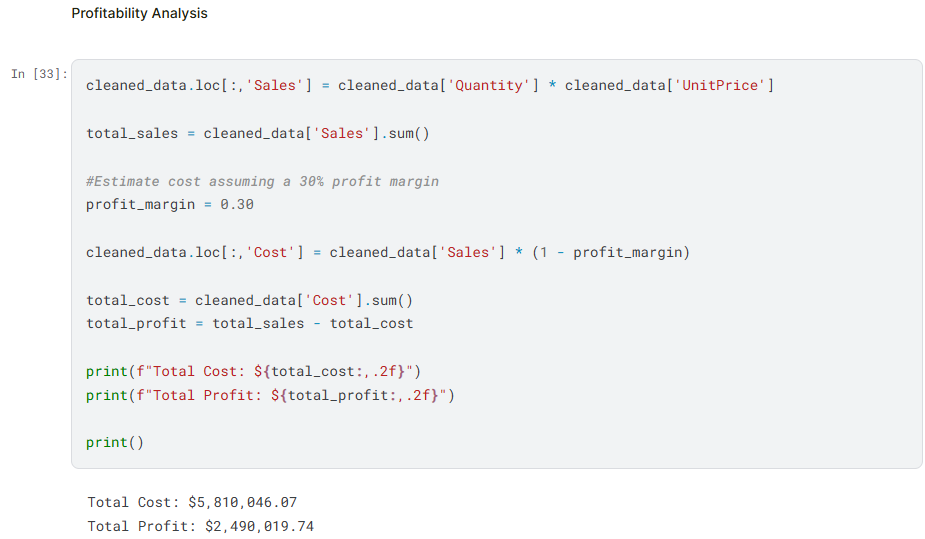 Profitability Analysis
In [33]:
cleaned_data.loc[:,'Sales'] = cleaned_data['Quantity'] * cleaned_data['UnitPrice']
total_sales = cleaned_data['Sales'].sum()
#Estimate cost assuming a 30% profit margin
profit_margin = 0.30
cleaned_data.loc[:,'Cost'] = cleaned_data['Sales'] * (1 - profit_margin)
total_cost = cleaned_data['Cost'].sum()
total_profit = total_sales - total_cost
print(f"Total Cost: ${total_cost:,.2f}")
print(f"Total Profit: ${total_profit:,.2f}")
print()
Total Cost: $5,810,046.07
Total Profit: $2,490,019.74